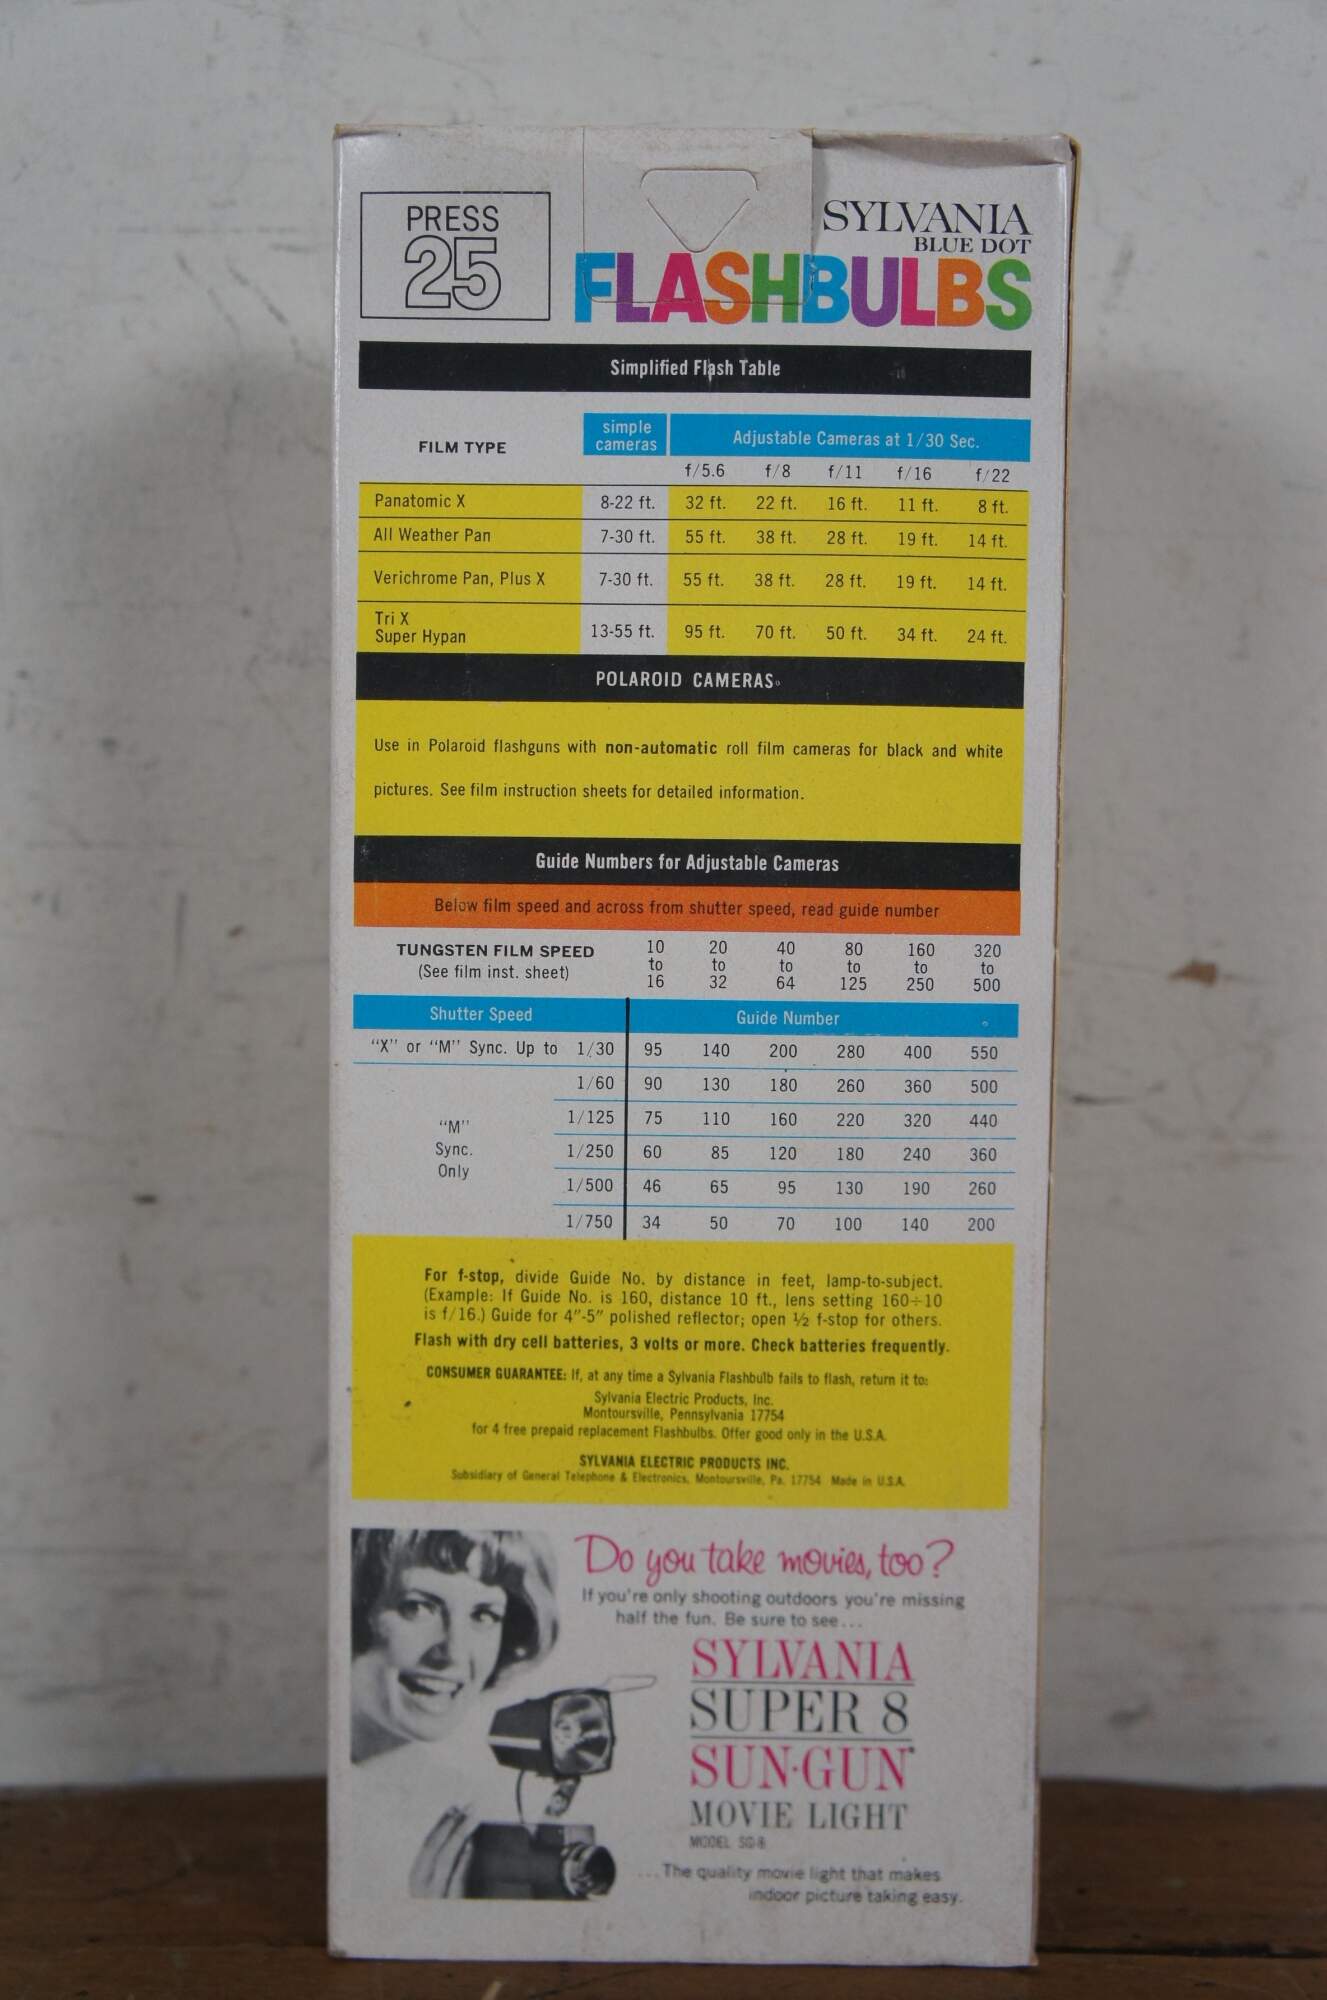 PRESS
25
SYLVANIA
BLUE DOT
FLASHBULBS
Simplified Flash Table
FILM TYPE
simple
cameras
Adjustable Cameras at 1/30 Sec.
f/5.6 f/8 f/11 f/16 f/22
Panatomic X 8-22 ft. 32 ft. 22 ft. 16 ft. 11 ft. 8 ft.
All Weather Pan 7-30 ft. 55 ft. 38 ft. 28 ft. 19 ft. 14 ft.
Verichrome Pan, Plus X 7-30 ft. 55 ft. 38 ft. 28 ft. 19 ft. 14 ft.
Tri X
Super Hypan 13-55 ft. 95 ft. 70 ft. 50 ft. 34 ft. 24 ft.
POLAROID CAMERAS®
Use in Polaroid flashguns with non-automatic roll film cameras for black and white
pictures. See film instruction sheets for detailed information.
Guide Numbers for Adjustable Cameras
Below film speed and across from shutter speed, read guide number
TUNGSTEN FILM SPEED 10 20 40 80 160 320
(See film inst. sheet) to to to to to to
16 32 64 125 250 500
Shutter Speed Guide Number
"X" or "M" Sync. Up to 1/30 95 140 200 280 400 550
1/60 90 130 180 260 360 500
"M"
Sync.
Only
1/125 75 110 160 220 320 440
1/250 60 85 120 180 240 360
1/500 46 65 95 130 190 260
1/750 34 50 70 100 140 200
For f-stop, divide Guide No. by distance in feet, lamp-to-subject.
(Example: If Guide No. is 160, distance 10 ft., lens setting 160÷10
is f/16.) Guide for 4"-5" polished reflector; open ½ f-stop for others.
Flash with dry cell batteries, 3 volts or more. Check batteries frequently.
CONSUMER GUARANTEE: If, at any time a Sylvania Flashbulb fails to flash, return it to:
Sylvania Electric Products, Inc.
Montoursville, Pennsylvania 17754
for 4 free prepaid replacement Flashbulbs. Offer good only in the U.S.A.
SYLVANIA ELECTRIC PRODUCTS INC.
Subsidiary of General Telephone & Electronics, Montoursville, Pa. 17754 Made in U.S.A.
Do you take movies, too?
If you're only shooting outdoors you're missing
half the fun. Be sure to see...
SYLVANIA
SUPER 8
SUN·GUN®
MOVIE LIGHT
MODEL SG-8
...The quality movie light that makes
indoor picture taking easy.